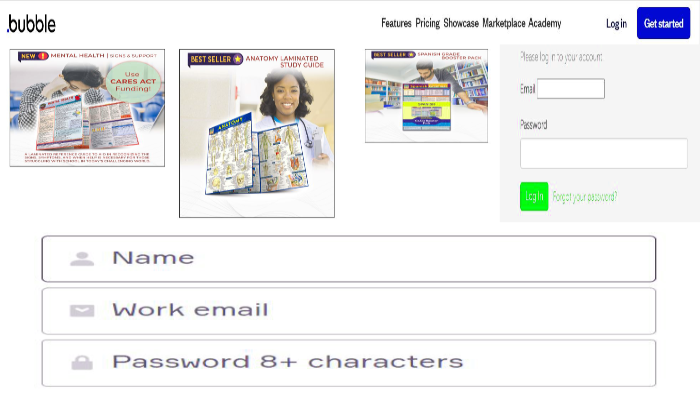 .bubble
Features Pricing Showcase Marketplace Academy
Log in
Get started
NEW ! MENTAL HEALTH | SIGNS & SUPPORT
Use
CARES ACT
Funding!
BEST SELLER ★ ANATOMY LAMINATED
STUDY GUIDE
ANATOMY
BEST SELLER ★ SPANISH GRADE
BOOSTER PACK
Please log in to your account
Email
Password
Log In
Forgot your password?
Name
Work email
Password 8+ characters